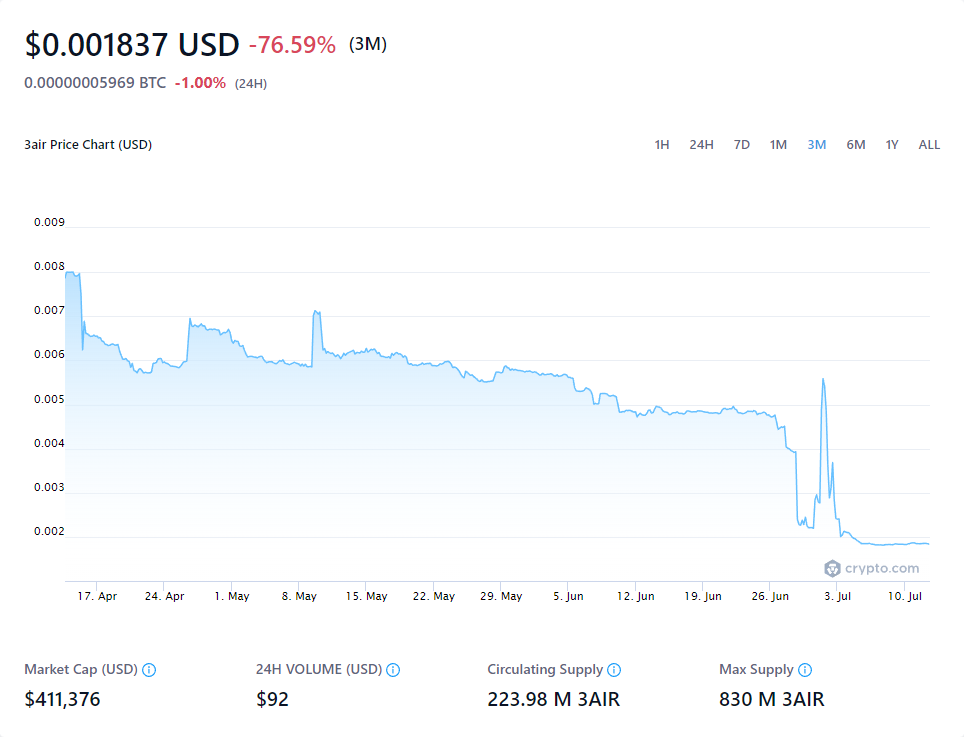 $0.001837 USD -76.59% (3M)
0.00000005969 BTC -1.00% (24H)
3air Price Chart (USD) 1H 24H 7D 1M 3M 6M 1Y ALL
0.009
0.008
0.007
0.006
0.005
0.004
0.003
0.002
crypto.com
17. Apr 24. Apr 1. May 8. May 15. May 22. May 29. May 5. Jun 12. Jun 19. Jun 26. Jun 3. Jul 10. Jul
Market Cap (USD) 24H VOLUME (USD) Circulating Supply Max Supply
$411,376 $92 223.98 M 3AIR 830 M 3AIR